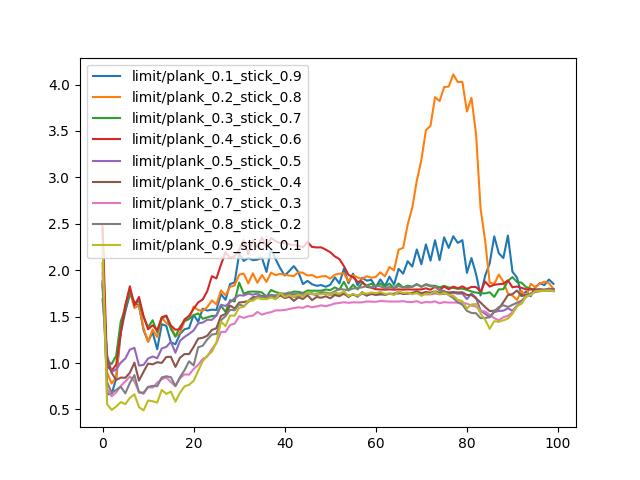 4.0
3.5
3.0
2.5
2.0
1.5
1.0
0.5
0
20
40
60
80
100
limit/plank_0.1_stick_0.9
limit/plank_0.2_stick_0.8
limit/plank_0.3_stick_0.7
limit/plank_0.4_stick_0.6
limit/plank_0.5_stick_0.5
limit/plank_0.6_stick_0.4
limit/plank_0.7_stick_0.3
limit/plank_0.8_stick_0.2
limit/plank_0.9_stick_0.1